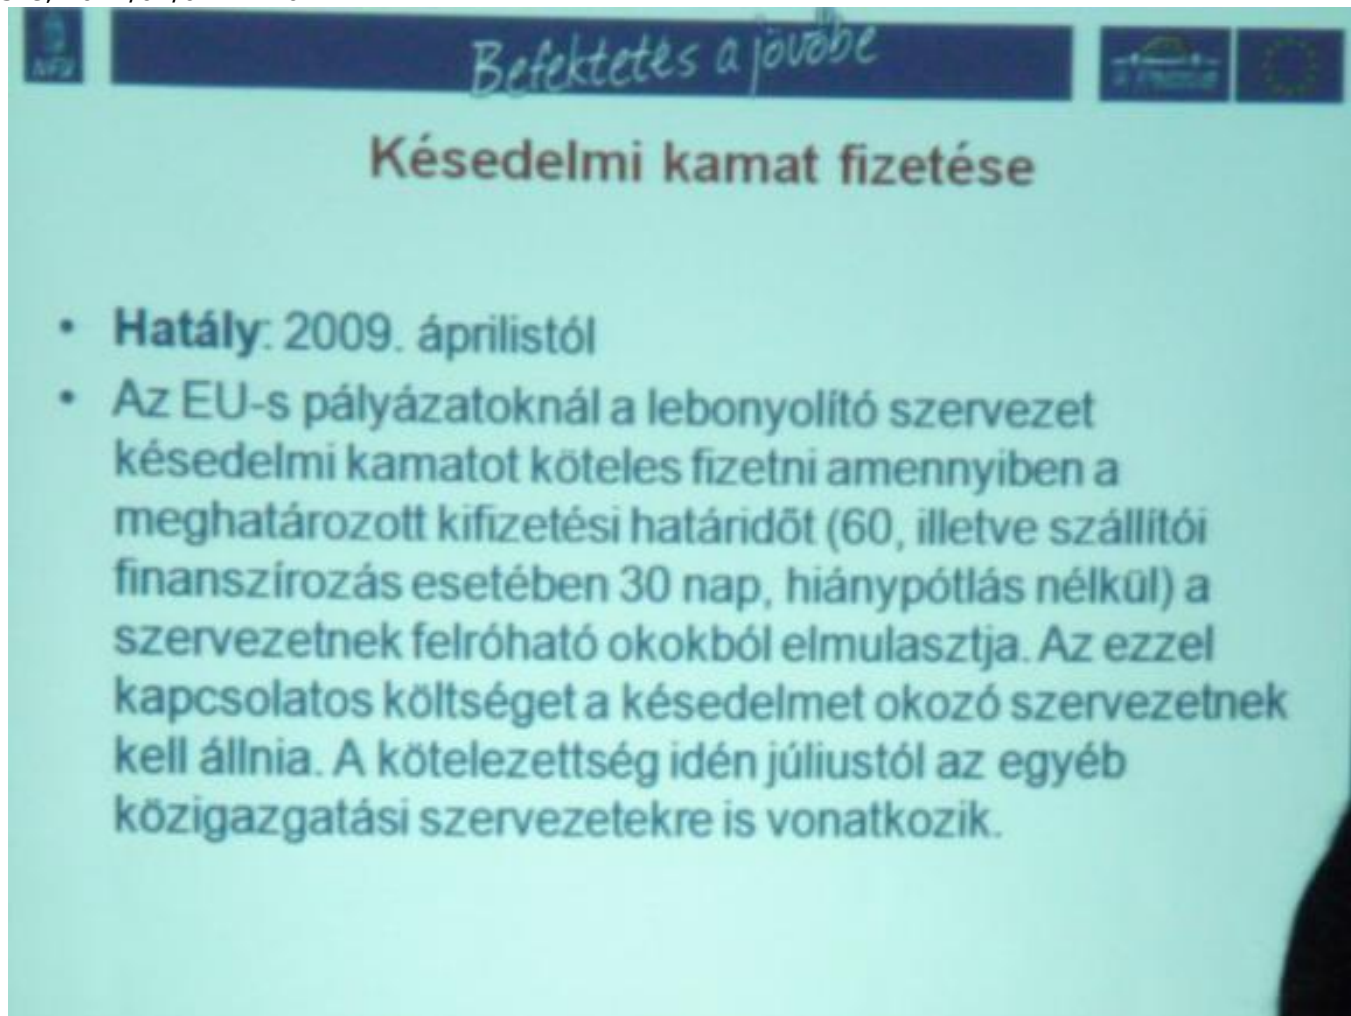 NFÜ
Befektetés a jövőbe
Késedelmi kamat fizetése
• Hatály: 2009. áprilistól
• Az EU-s pályázatoknál a lebonyolító szervezet
késedelmi kamatot köteles fizetni amennyiben a
meghatározott kifizetési határidőt (60, illetve szállítói
finanszírozás esetében 30 nap, hiánypótlás nélkül) a
szervezetnek felróható okokból elmulasztja. Az ezzel
kapcsolatos költséget a késedelmet okozó szervezetnek
kell állnia. A kötelezettség idén júliustól az egyéb
közigazgatási szervezetekre is vonatkozik.